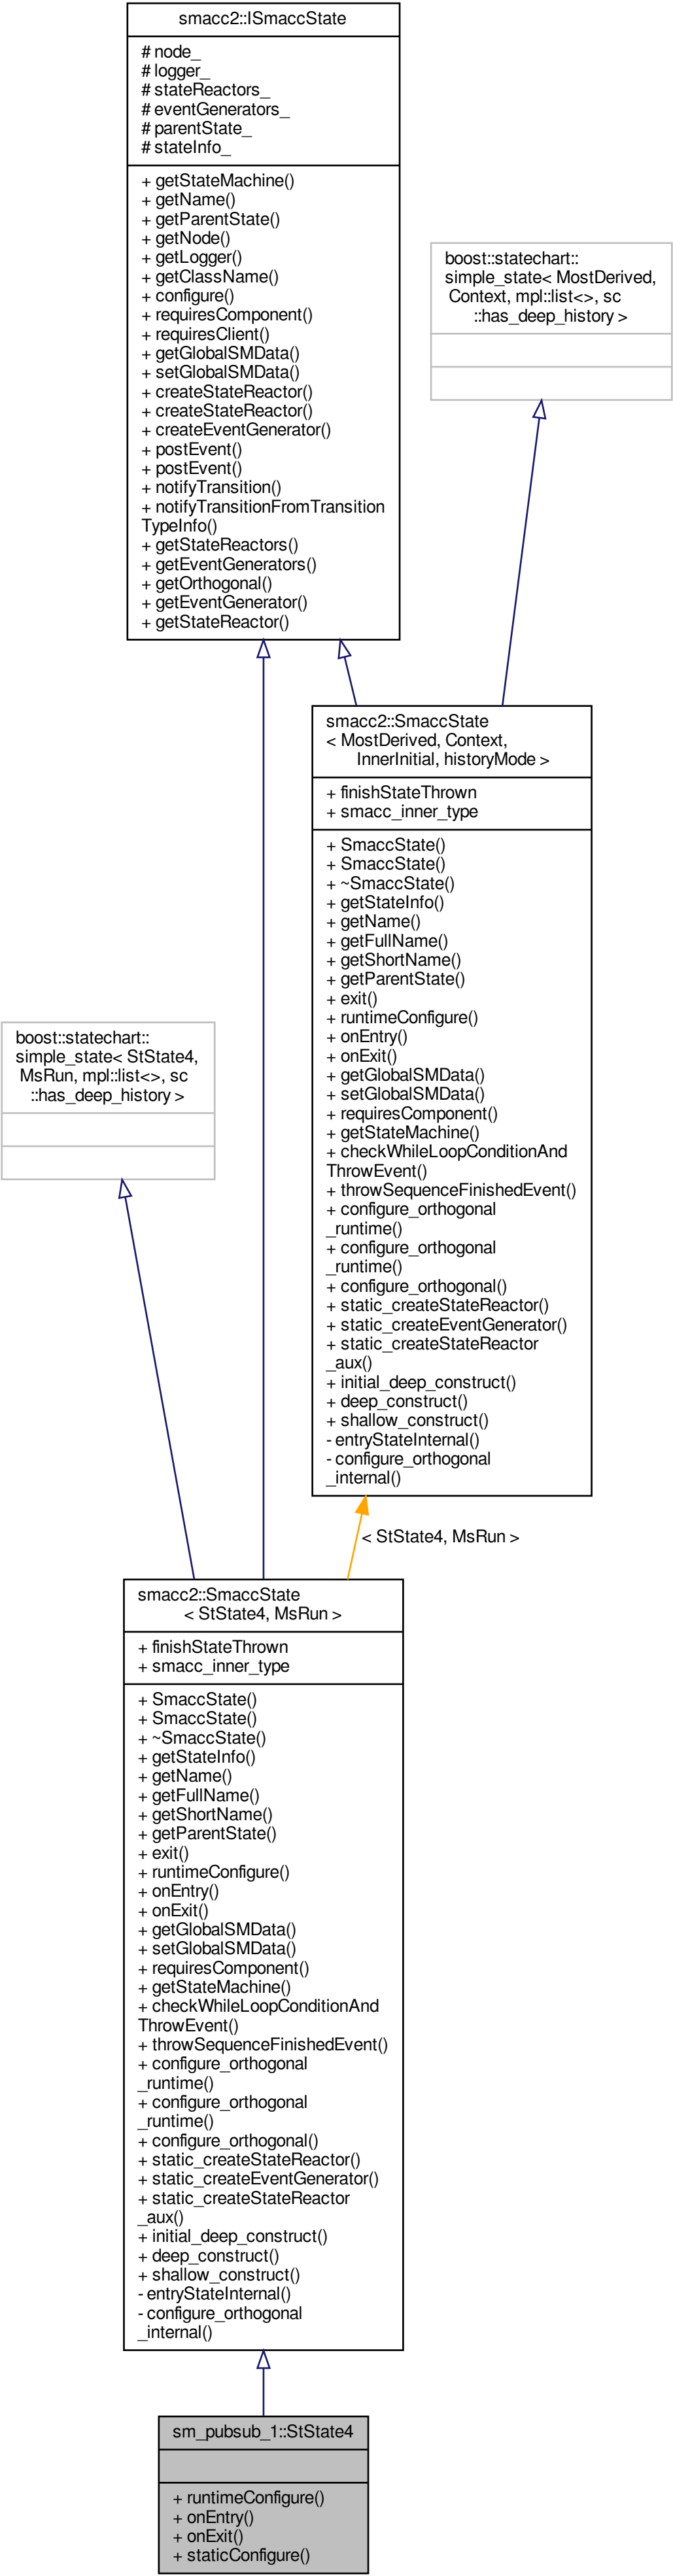 smacc2::ISmaccState
# node_
# logger_
# stateReactors_
# eventGenerators_
# parentState_
# stateInfo_
+ getStateMachine()
+ getName()
+ getParentState()
+ getNode()
+ getLogger()
+ getClassName()
+ configure()
+ requiresComponent()
+ requiresClient()
+ getGlobalSMData()
+ setGlobalSMData()
+ createStateReactor()
+ createStateReactor()
+ createEventGenerator()
+ postEvent()
+ postEvent()
+ notifyTransition()
+ notifyTransitionFromTransition
TypeInfo()
+ getStateReactors()
+ getEventGenerators()
+ getOrthogonal()
+ getEventGenerator()
+ getStateReactor()
boost::statechart::
simple_state< MostDerived,
Context, mpl::list<>, sc
::has_deep_history >
smacc2::SmaccState
< MostDerived, Context,
InnerInitial, historyMode >
+ finishStateThrown
+ smacc_inner_type
+ SmaccState()
+ SmaccState()
+ ~SmaccState()
+ getStateInfo()
+ getName()
+ getFullName()
+ getShortName()
+ getParentState()
+ exit()
+ runtimeConfigure()
+ onEntry()
+ onExit()
+ getGlobalSMData()
+ setGlobalSMData()
+ requiresComponent()
+ getStateMachine()
+ checkWhileLoopConditionAnd
ThrowEvent()
+ throwSequenceFinishedEvent()
+ configure_orthogonal
_runtime()
+ configure_orthogonal
_runtime()
+ configure_orthogonal()
+ static_createStateReactor()
+ static_createEventGenerator()
+ static_createStateReactor
_aux()
+ initial_deep_construct()
+ deep_construct()
+ shallow_construct()
- entryStateInternal()
- configure_orthogonal
_internal()
boost::statechart::
simple_state< StState4,
MsRun, mpl::list<>, sc
::has_deep_history >
< StState4, MsRun >
smacc2::SmaccState
< StState4, MsRun >
+ finishStateThrown
+ smacc_inner_type
+ SmaccState()
+ SmaccState()
+ ~SmaccState()
+ getStateInfo()
+ getName()
+ getFullName()
+ getShortName()
+ getParentState()
+ exit()
+ runtimeConfigure()
+ onEntry()
+ onExit()
+ getGlobalSMData()
+ setGlobalSMData()
+ requiresComponent()
+ getStateMachine()
+ checkWhileLoopConditionAnd
ThrowEvent()
+ throwSequenceFinishedEvent()
+ configure_orthogonal
_runtime()
+ configure_orthogonal
_runtime()
+ configure_orthogonal()
+ static_createStateReactor()
+ static_createEventGenerator()
+ static_createStateReactor
_aux()
+ initial_deep_construct()
+ deep_construct()
+ shallow_construct()
- entryStateInternal()
- configure_orthogonal
_internal()
sm_pubsub_1::StState4
+ runtimeConfigure()
+ onEntry()
+ onExit()
+ staticConfigure()